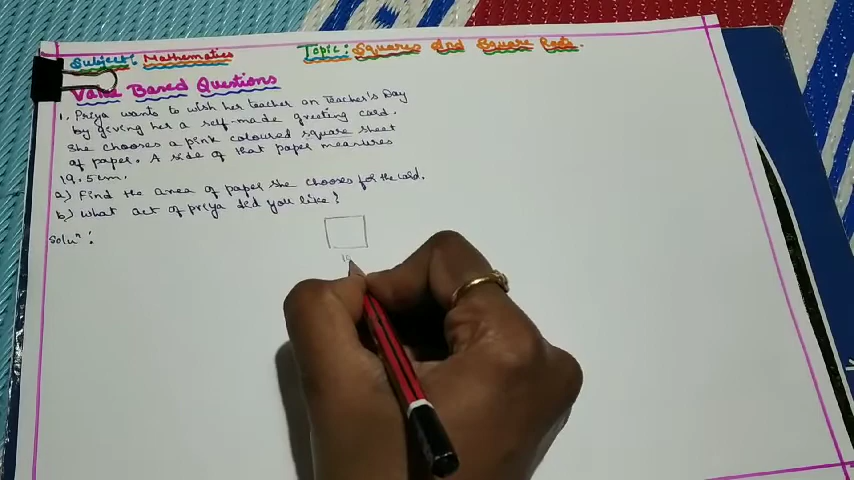 Subject: Mathematics
Topic: Squares And Square Roots.
Value Based Questions
1. Priya wants to wish her teacher on Teacher's Day
by giving her a self-made greeting card.
She chooses a pink coloured square sheet
of paper. A side of that paper measures
19.5cm.
a.) Find the area of paper she chooses for the card.
b.) What act of priya did you like?
Soluⁿ: